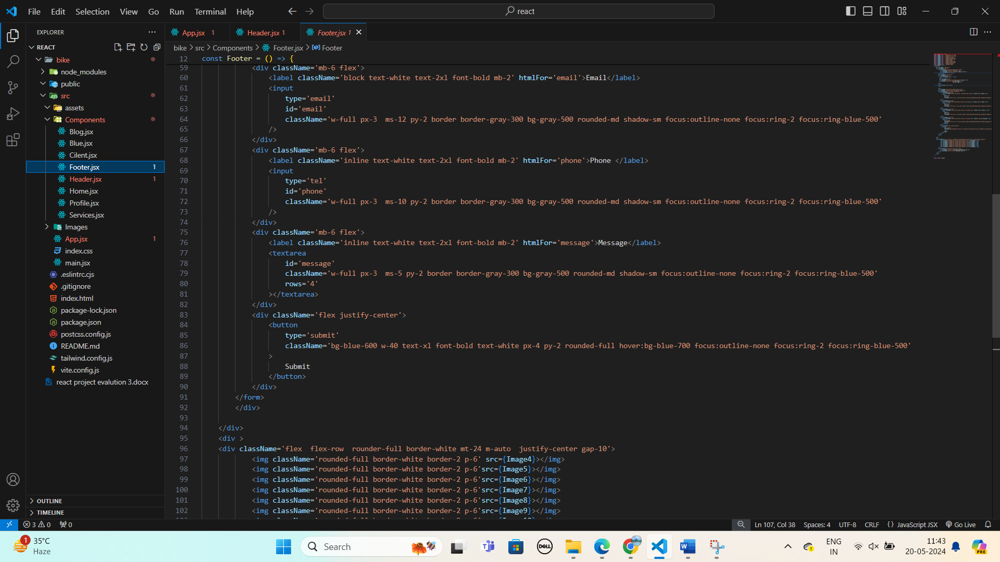 File Edit Selection View Go Run Terminal Help
react
EXPLORER
REACT
bike
node_modules
public
src
assets
Components
Blog.jsx
Blue.jsx
Cilent.jsx
Footer.jsx 1
Header.jsx 1
Home.jsx
Profile.jsx
Services.jsx
Images
App.jsx 1
index.css
main.jsx
.eslintrc.cjs
.gitignore
index.html
package-lock.json
package.json
postcss.config.js
README.md
tailwind.config.js
vite.config.js
react project evalution 3.docx
OUTLINE
TIMELINE
App.jsx 1 Header.jsx 1 Footer.jsx 1
bike > src > Components > Footer.jsx > Footer
12 const Footer = () => {
59 <div className='mb-6 flex'>
60 <label className='block text-white text-2xl font-bold mb-2' htmlFor='email'>Email</label>
61 <input
62 type='email'
63 id='email'
64 className='w-full px-3  ms-12 py-2 border border-gray-300 bg-gray-500 rounded-md shadow-sm focus:outline-none focus:ring-2 focus:ring-blue-500'
65 />
66 </div>
67 <div className='mb-6 flex'>
68 <label className='inline text-white text-2xl font-bold mb-2' htmlFor='phone'>Phone </label>
69 <input
70 type='tel'
71 id='phone'
72 className='w-full px-3  ms-10 py-2 border border-gray-300 bg-gray-500 rounded-md shadow-sm focus:outline-none focus:ring-2 focus:ring-blue-500'
73 />
74 </div>
75 <div className='mb-6 flex'>
76 <label className='inline text-white text-2xl font-bold mb-2' htmlFor='message'>Message</label>
77 <textarea
78 id='message'
79 className='w-full px-3  ms-5 py-2 border border-gray-300 bg-gray-500 rounded-md shadow-sm focus:outline-none focus:ring-2 focus:ring-blue-500'
80 rows='4'
81 ></textarea>
82 </div>
83 <div className='flex justify-center'>
84 <button
85 type='submit'
86 className='bg-blue-600 w-40 text-xl font-bold text-white px-4 py-2 rounded-full hover:bg-blue-700 focus:outline-none focus:ring-2 focus:ring-blue-500'
87 >
88 Submit
89 </button>
90 </div>
91 </form>
92 </div>
93
94 </div>
95 <div >
96 <div className='flex  flex-row  rounder-full border-white mt-24 m-auto  justify-center gap-10'>
97 <img className='rounded-full border-white border-2 p-6' src={Image4}></img>
98 <img className='rounded-full border-white border-2 p-6'src={Image5}></img>
99 <img className='rounded-full border-white border-2 p-6'src={Image6}></img>
100 <img className='rounded-full border-white border-2 p-6'src={Image7}></img>
101 <img className='rounded-full border-white border-2 p-6'src={Image8}></img>
102 <img className='rounded-full border-white border-2 p-6'src={Image9}></img>
3 0 0 Ln 107, Col 38 Spaces: 4 UTF-8 CRLF {} JavaScript JSX Go Live
1
35°C
Haze
Search
DELL
ENG
IN
11:43
20-05-2024
PRE